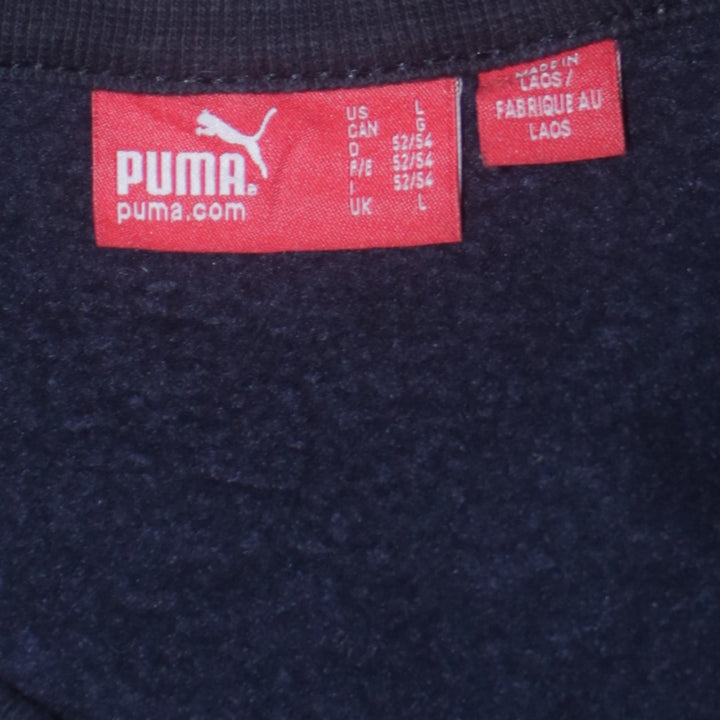 PUMA®
puma.com
US L
CAN G
D 52/54
F/E 52/54
I 52/54
UK L
MADE IN
LAOS /
FABRIQUE AU
LAOS